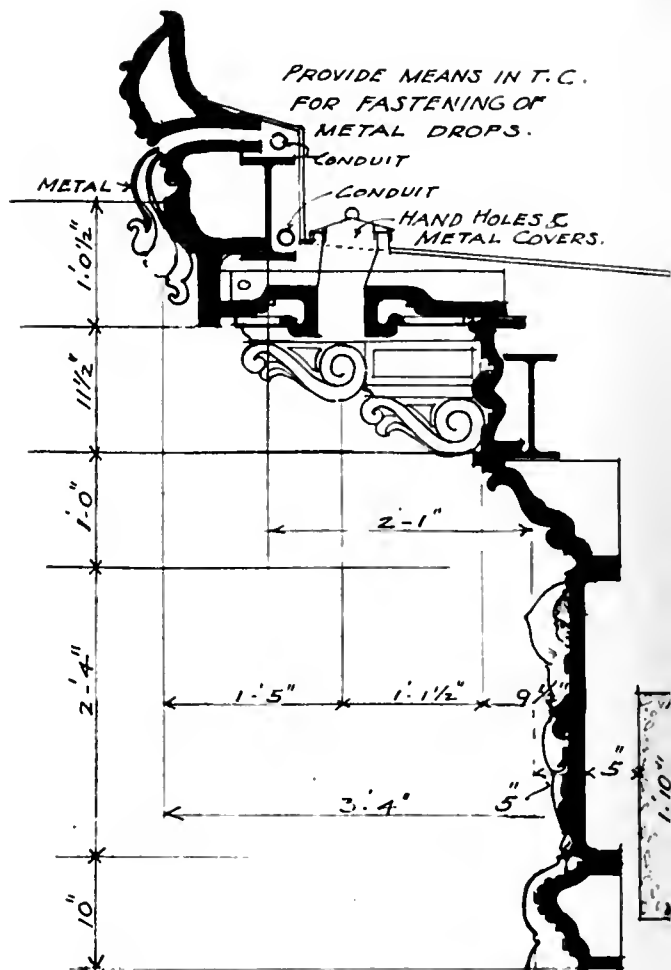 PROVIDE MEANS IN T.C.
FOR FASTENING OF
METAL DROPS.
CONDUIT
METAL
CONDUIT
HAND HOLES &
METAL COVERS.
1'-0½"
11½"
1'-0"
2'-1"
2'-4"
1'-5"
1'-1½"
9½"
5"
3'-4"
5"
1'-10"
10"